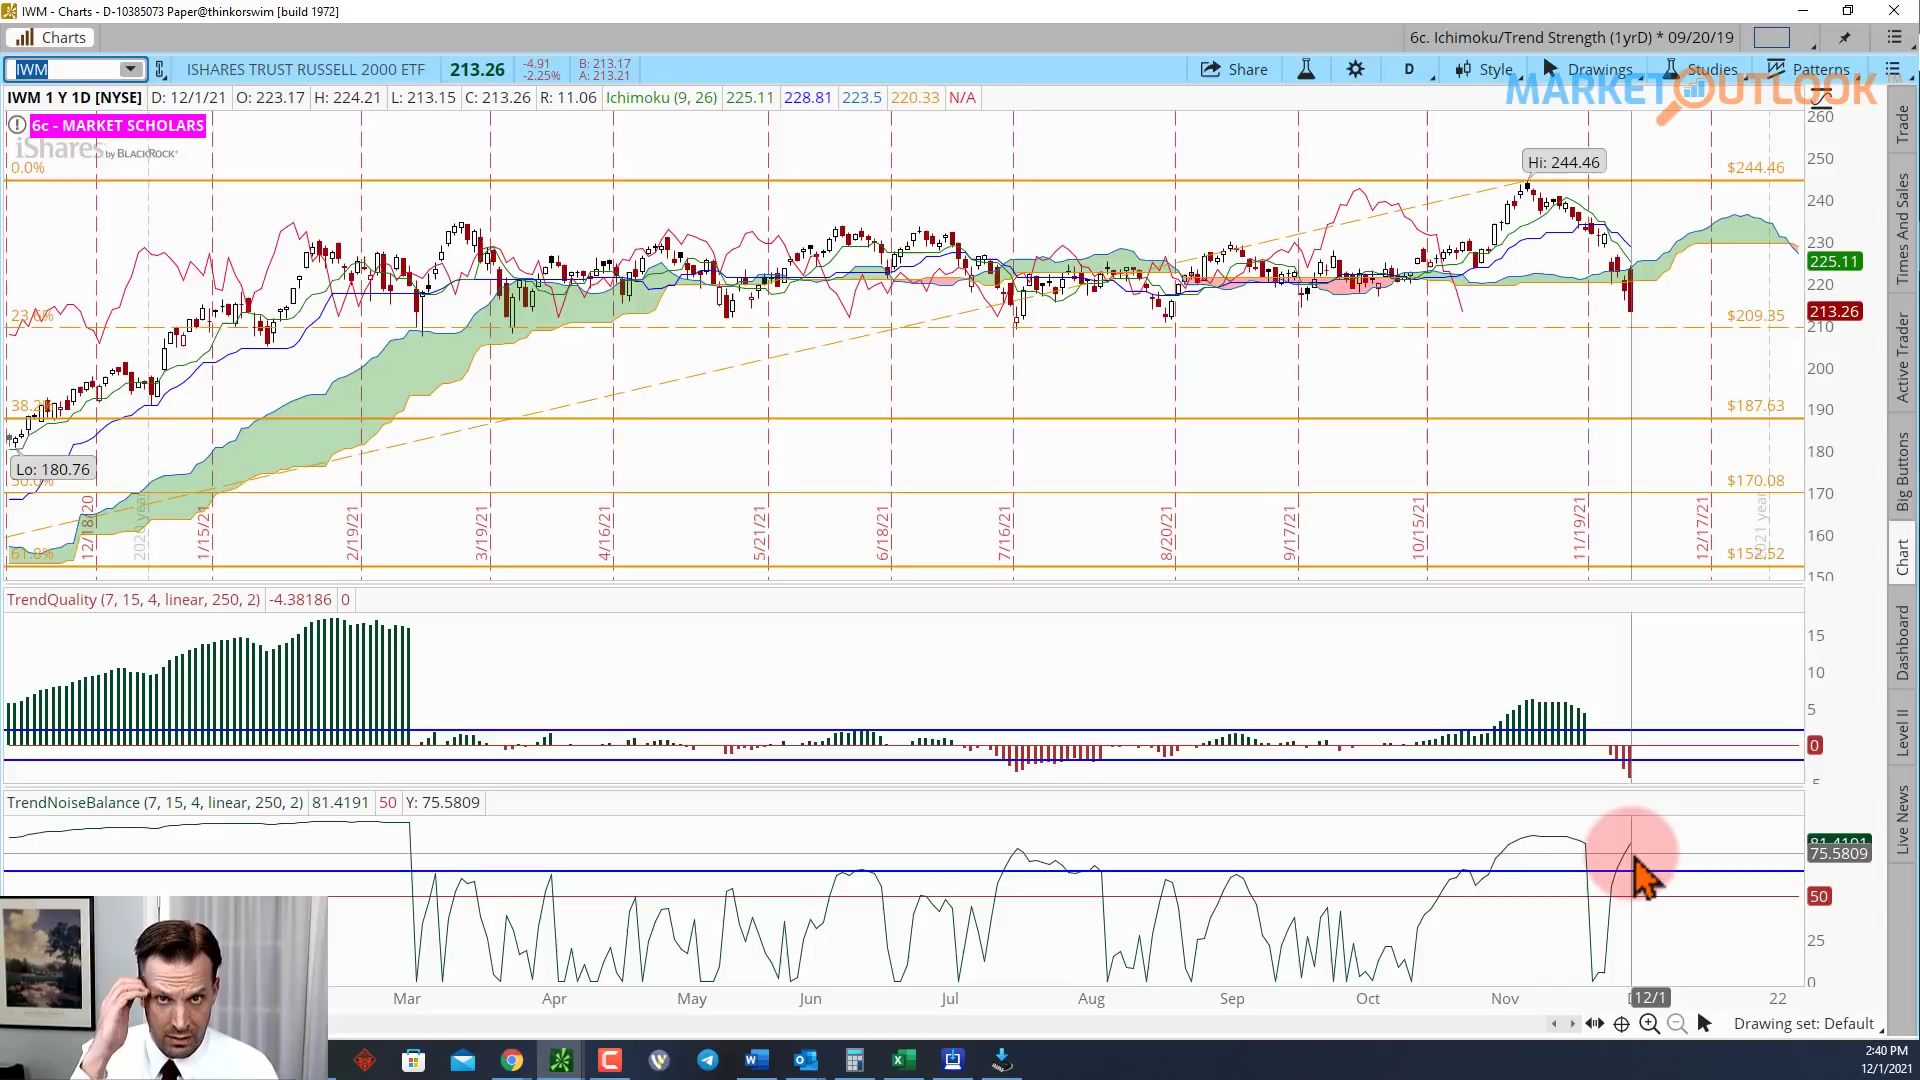 IWM - Charts - D-10385073 Paper@thinkorswim [build 1972]
Charts
6c. Ichimoku/Trend Strength (1yrD) * 09/20/19
IWM
ISHARES TRUST RUSSELL 2000 ETF
213.26
-4.91
-2.25%
B: 213.17
A: 213.21
Share
D
Style
Drawings
Studies
Patterns
MARKET OUTLOOK
IWM 1 Y 1D [NYSE] D: 12/1/21 O: 223.17 H: 224.21 L: 213.15 C: 213.26 R: 11.06 Ichimoku (9, 26) 225.11 228.81 223.5 220.33 N/A
6c - MARKET SCHOLARS
iShares by BLACKROCK
0.0%
23.6%
Lo: 180.76
61.8%
Hi: 244.46
$244.46
$209.35
$187.63
$170.08
$152.52
260
250
240
230
225.11
220
213.26
210
200
190
180
170
160
150
12/18/20
1/15/21
2/19/21
3/19/21
4/16/21
5/21/21
6/18/21
7/16/21
8/20/21
9/17/21
10/15/21
11/19/21
12/17/21
TrendQuality (7, 15, 4, linear, 250, 2) -4.38186 0
15
10
5
0
TrendNoiseBalance (7, 15, 4, linear, 250, 2) 81.4191 50 Y: 75.5809
75.5809
50
25
0
Mar
Apr
May
Jun
Jul
Aug
Sep
Oct
Nov
12/1
22
Drawing set: Default
Trade
Times And Sales
Active Trader
Big Buttons
Chart
Dashboard
Level II
Live News
2:40 PM
12/1/2021